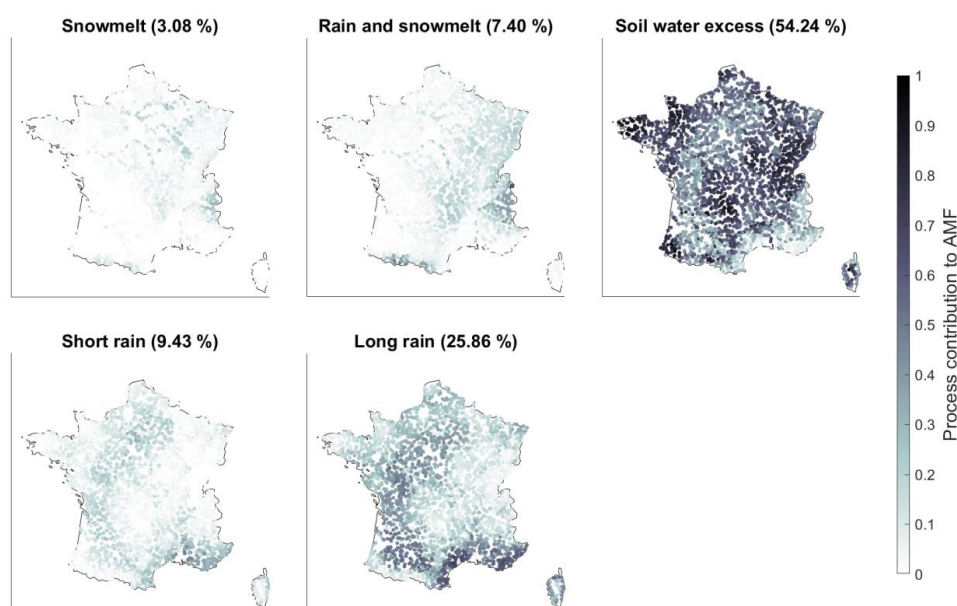 Snowmelt (3.08 %)
Rain and snowmelt (7.40 %)
Soil water excess (54.24 %)
1
0.9
0.8
0.7
0.6
0.5
0.4
0.3
0.2
0.1
0
Process contribution to AMF
Short rain (9.43 %)
Long rain (25.86 %)